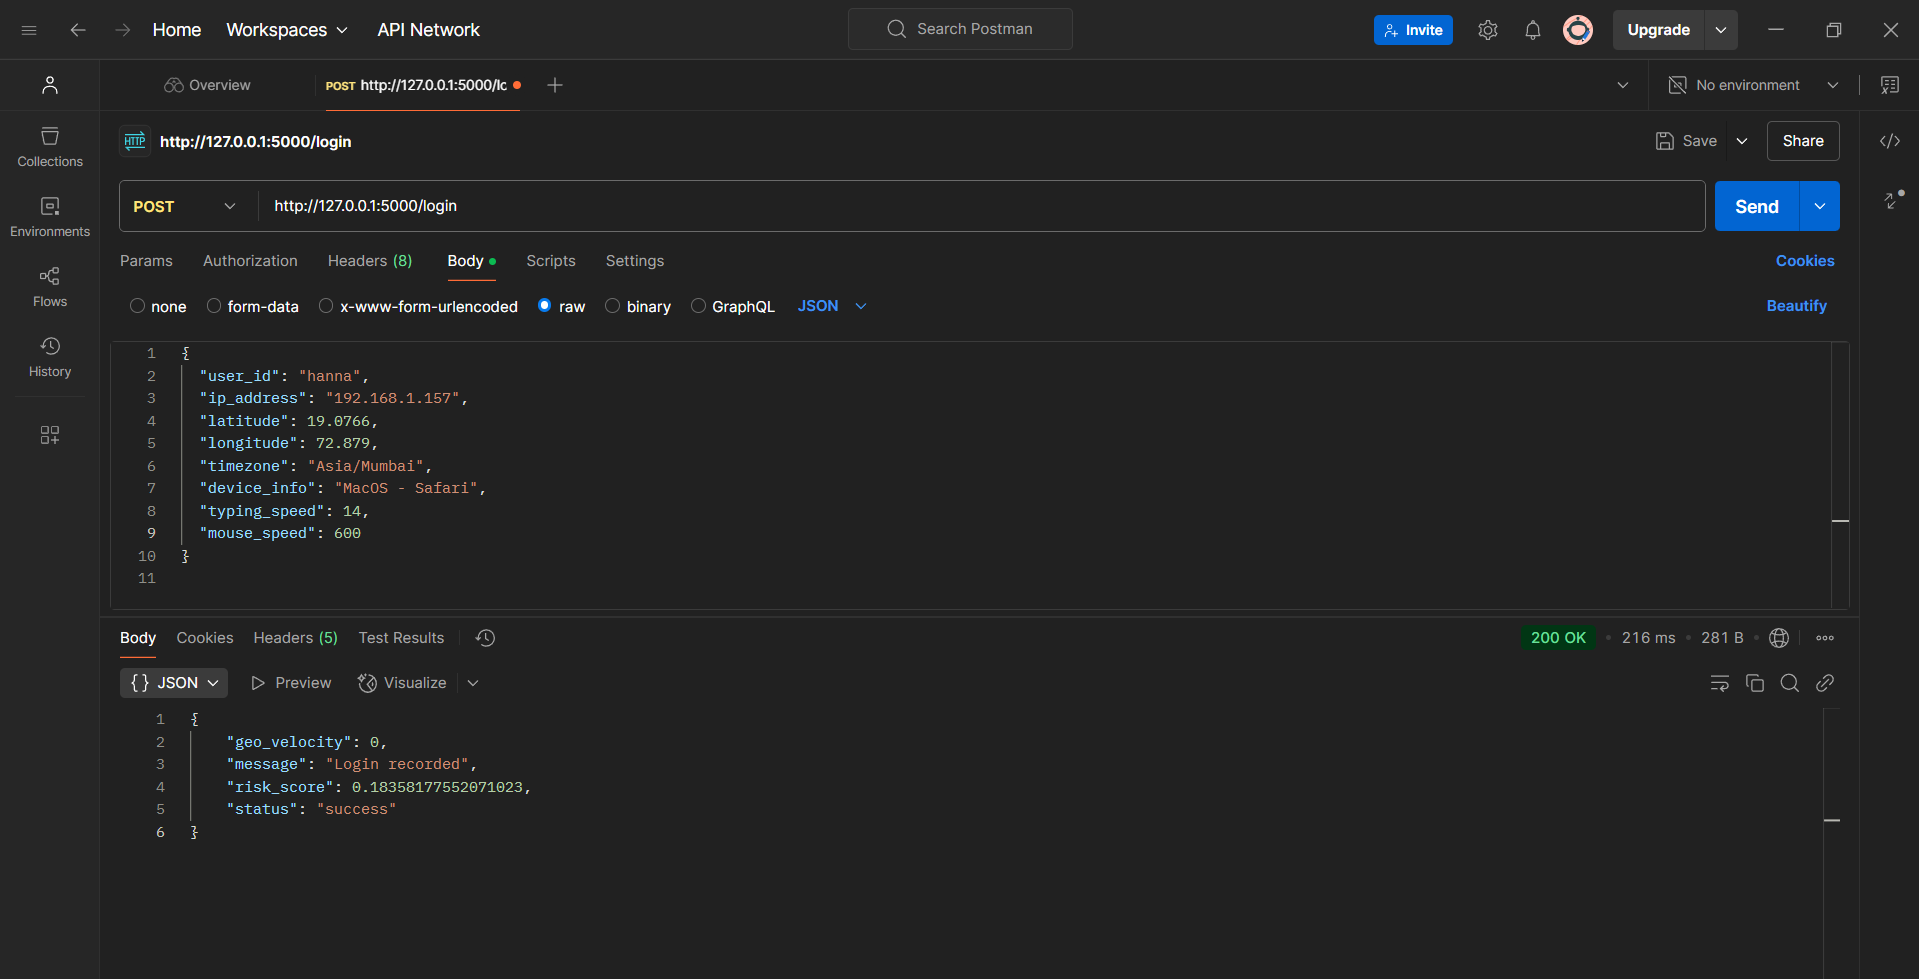 Home Workspaces API Network Search Postman Invite Upgrade
Overview POST http://127.0.0.1:5000/lc No environment
HTTP http://127.0.0.1:5000/login Save Share
Collections
POST http://127.0.0.1:5000/login Send
Environments
Params Authorization Headers (8) Body Scripts Settings Cookies
Flows
none form-data x-www-form-urlencoded raw binary GraphQL JSON Beautify
History
1 {
2 "user_id": "hanna",
3 "ip_address": "192.168.1.157",
4 "latitude": 19.0766,
5 "longitude": 72.879,
6 "timezone": "Asia/Mumbai",
7 "device_info": "MacOS - Safari",
8 "typing_speed": 14,
9 "mouse_speed": 600
10 }
11
Body Cookies Headers (5) Test Results 200 OK 216 ms 281 B
{} JSON Preview Visualize
1 {
2 "geo_velocity": 0,
3 "message": "Login recorded",
4 "risk_score": 0.18358177552071023,
5 "status": "success"
6 }